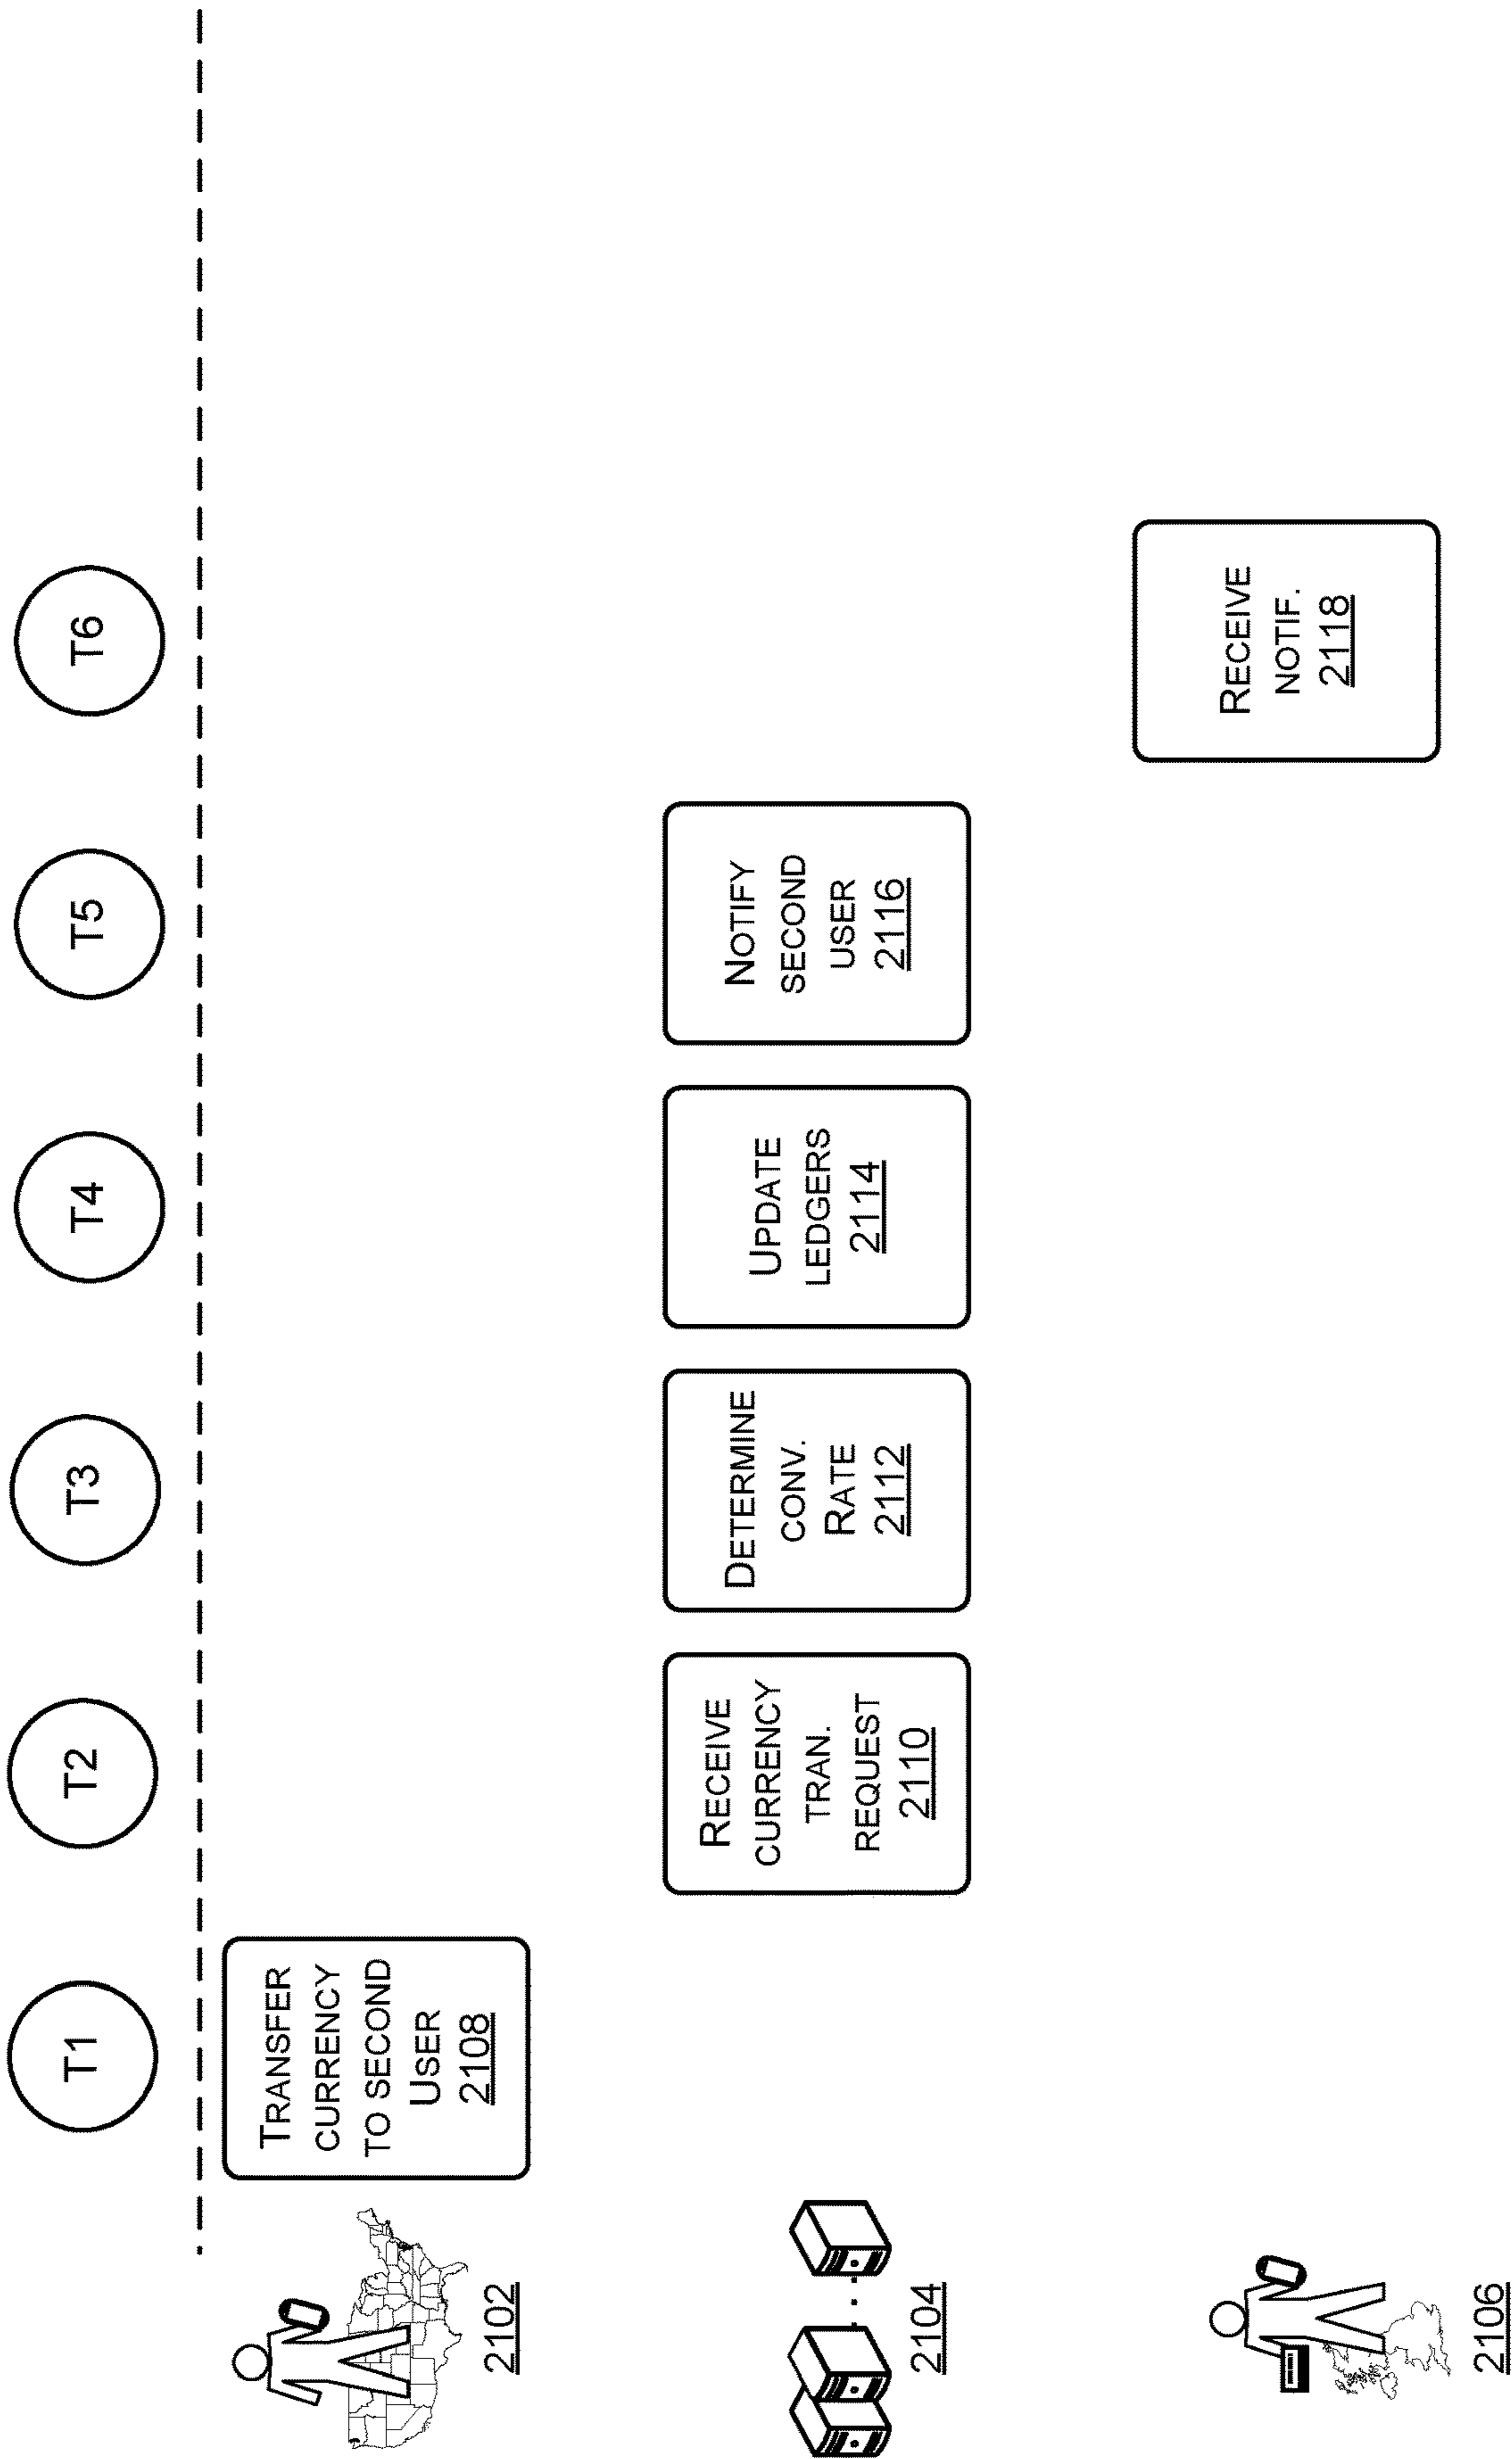 T1
T2
T3
T4
T5
T6
TRANSFER
CURRENCY
TO SECOND
USER
2108
2102
RECEIVE
CURRENCY
TRAN.
REQUEST
2110
DETERMINE
CONV.
RATE
2112
UPDATE
LEDGERS
2114
NOTIFY
SECOND
USER
2116
2104
RECEIVE
NOTIF.
2118
2106